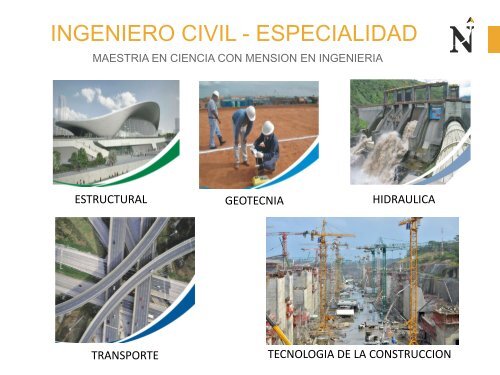 INGENIERO CIVIL - ESPECIALIDAD
MAESTRIA EN CIENCIA CON MENSION EN INGENIERIA
ESTRUCTURAL
GEOTECNIA
HIDRAULICA
TRANSPORTE
TECNOLOGIA DE LA CONSTRUCCION